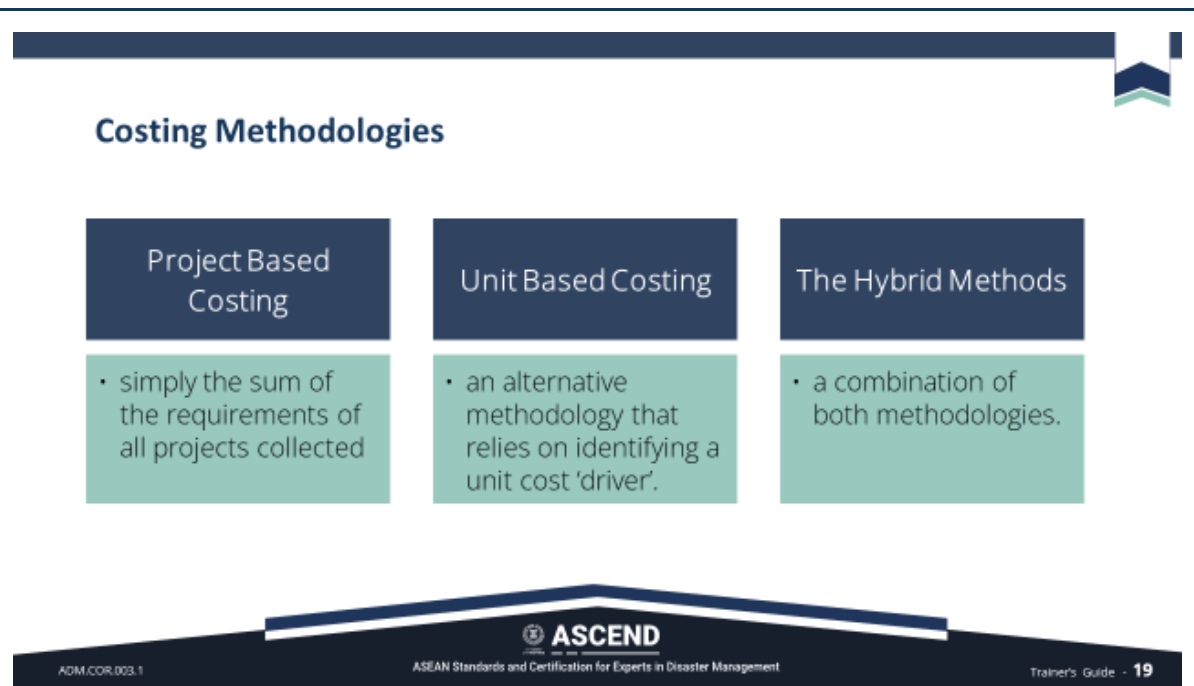 Costing Methodologies
Project Based
Costing
• simply the sum of
the requirements of
all projects collected
Unit Based Costing
• an alternative
methodology that
relies on identifying a
unit cost ‘driver’.
The Hybrid Methods
• a combination of
both methodologies.
ASCEND
ASEAN Standards and Certification for Experts in Disaster Management
ADM.COR.003.1
Trainer's Guide - 19